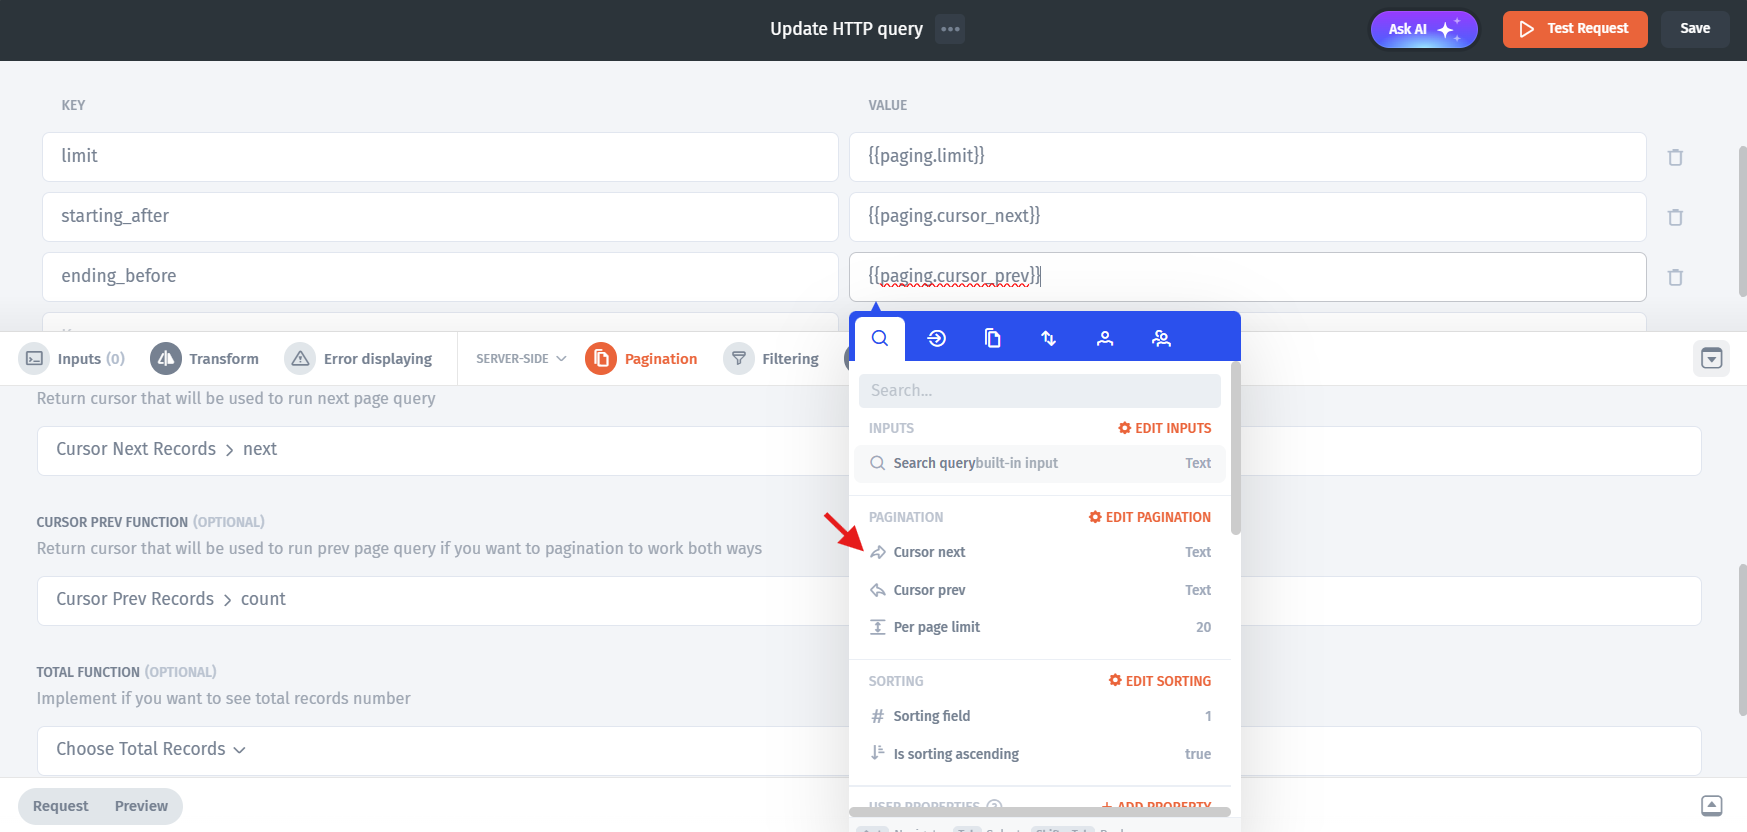 Update HTTP query
Ask AI
Test Request
Save
KEY
VALUE
limit
{{paging.limit}}
starting_after
{{paging.cursor_next}}
ending_before
{{paging.cursor_prev}}
Inputs (0)
Transform
Error displaying
SERVER-SIDE
Pagination
Filtering
Return cursor that will be used to run next page query
Cursor Next Records > next
CURSOR PREV FUNCTION (OPTIONAL)
Return cursor that will be used to run prev page query if you want to pagination to work both ways
Cursor Prev Records > count
TOTAL FUNCTION (OPTIONAL)
Implement if you want to see total records number
Choose Total Records
Search...
INPUTS
EDIT INPUTS
Search querybuilt-in input
Text
PAGINATION
EDIT PAGINATION
Cursor next
Text
Cursor prev
Text
Per page limit
20
SORTING
EDIT SORTING
# Sorting field
1
Is sorting ascending
true
USER PROPERTIES
+ ADD PROPERTY
Request
Preview